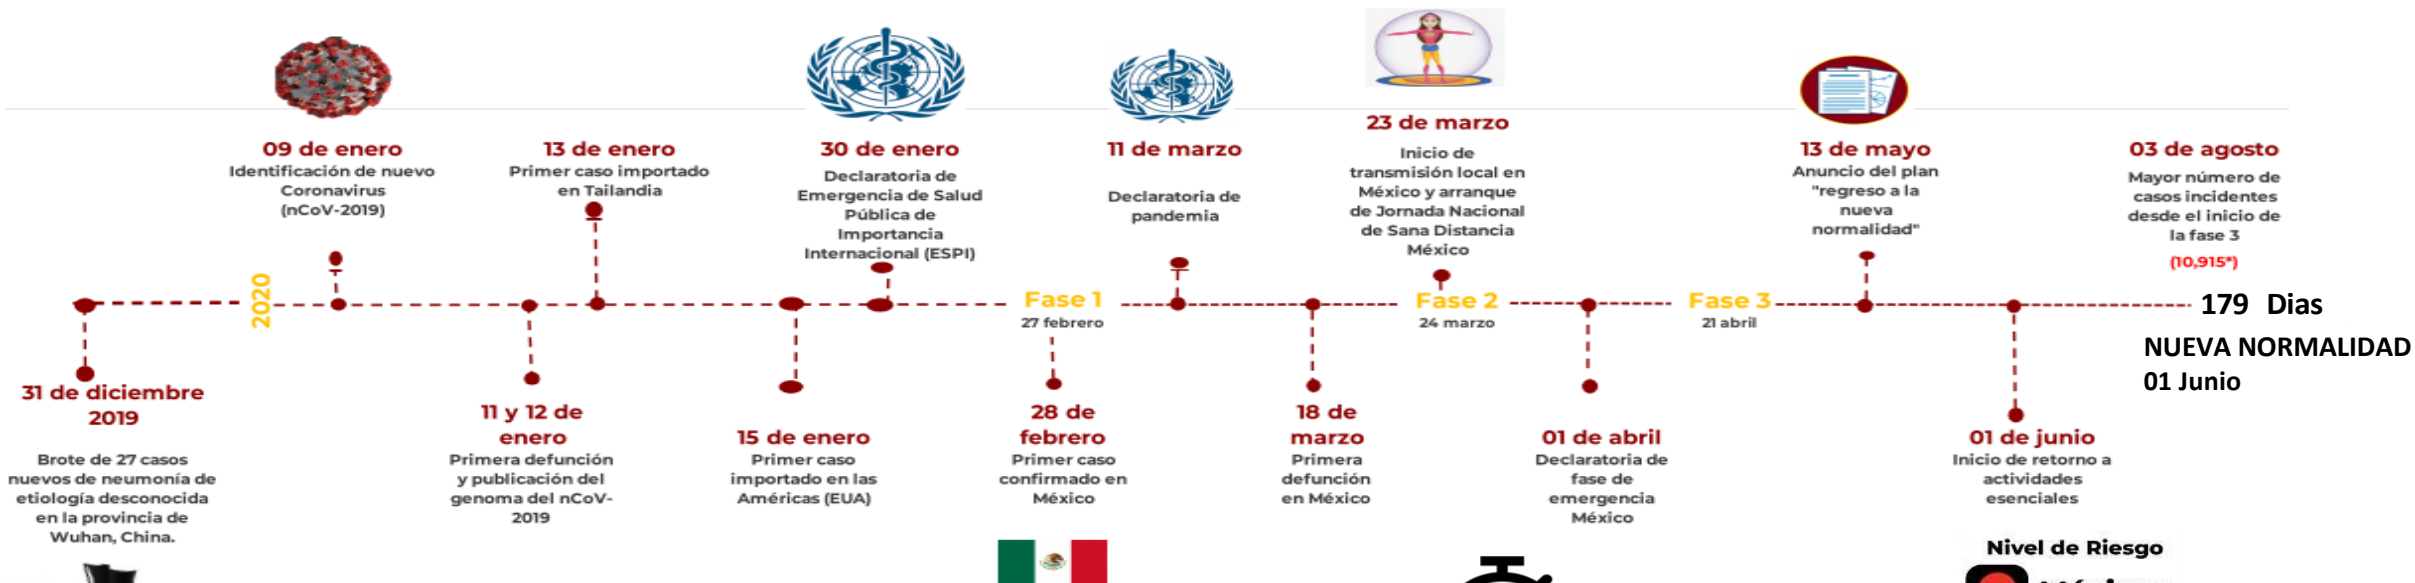 09 de enero
Identificación de nuevo
Coronavirus
(nCoV-2019)
13 de enero
Primer caso importado
en Tailandia
30 de enero
Declaratoria de
Emergencia de Salud
Pública de
Importancia
Internacional (ESPI)
11 de marzo
Declaratoria de
pandemia
23 de marzo
Inicio de
transmisión local en
México y arranque
de Jornada Nacional
de Sana Distancia
México
13 de mayo
Anuncio del plan
"regreso a la
nueva
normalidad"
03 de agosto
Mayor número de
casos incidentes
desde el inicio de
la fase 3
(10,915*)
2020
Fase 1
27 febrero
Fase 2
24 marzo
Fase 3
21 abril
179 Dias
NUEVA NORMALIDAD
01 Junio
31 de diciembre
2019
Brote de 27 casos
nuevos de neumonía de
etiología desconocida
en la provincia de
Wuhan, China.
11 y 12 de
enero
Primera defunción
y publicación del
genoma del nCoV-
2019
15 de enero
Primer caso
importado en las
Américas (EUA)
28 de
febrero
Primer caso
confirmado en
México
18 de
marzo
Primera
defunción
en México
01 de abril
Declaratoria de
fase de
emergencia
México
01 de junio
Inicio de retorno a
actividades
esenciales
Nivel de Riesgo